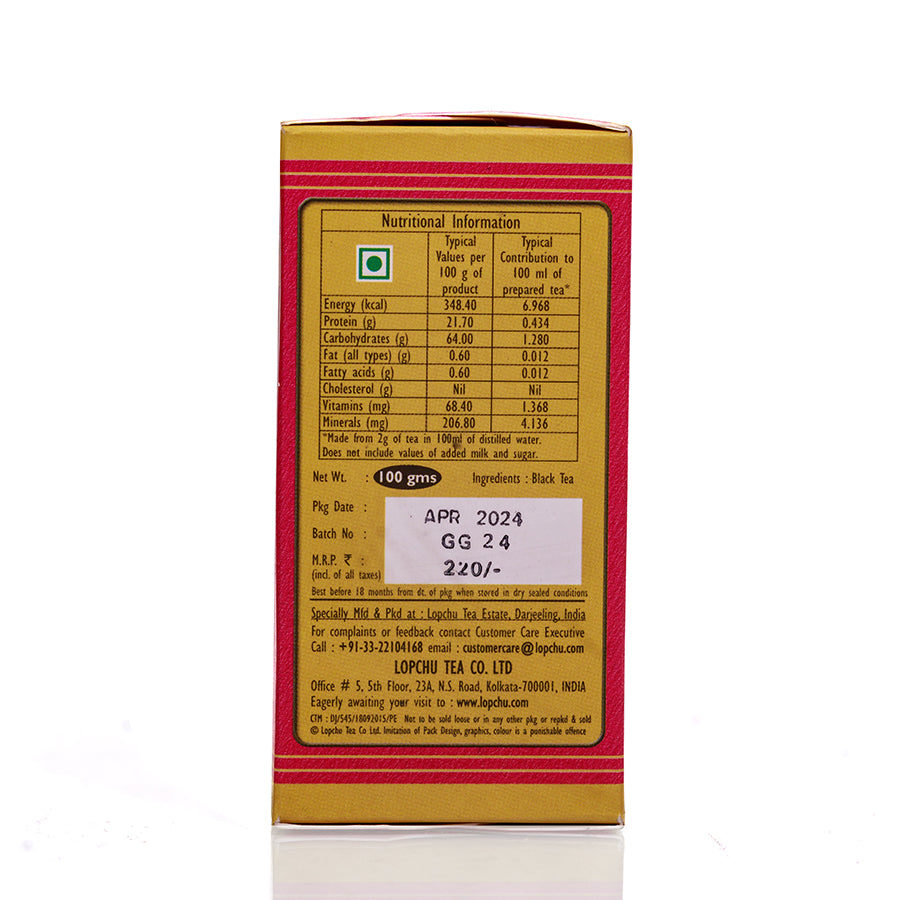 Nutritional Information
Typical Values per 100 g of product
Typical Contribution to 100 ml of prepared tea*
Energy (kcal) 348.40 6.968
Protein (g) 21.70 0.434
Carbohydrates (g) 64.00 1.280
Fat (all types) (g) 0.60 0.012
Fatty acids (g) 0.60 0.012
Cholesterol (g) Nil Nil
Vitamins (mg) 68.40 1.368
Minerals (mg) 206.80 4.136
*Made from 2g of tea in 100ml of distilled water.
Does not include values of added milk and sugar.
Net Wt. : 100 gms Ingredients : Black Tea
Pkg Date : APR 2024
Batch No : GG 24
M.R.P. ₹ : 220/-
(incl. of all taxes)
Best before 18 months from dt. of pkg when stored in dry sealed conditions
Specially Mfd & Pkd at : Lopchu Tea Estate, Darjeeling, India
For complaints or feedback contact Customer Care Executive
Call : +91-33-22104168 email : customercare@lopchu.com
LOPCHU TEA CO. LTD
Office # 5, 5th Floor, 23A, N.S. Road, Kolkata-700001, INDIA
Eagerly awaiting your visit to : www.lopchu.com
CTM : DJ/545/18092015/PE Not to be sold loose or in any other pkg or repkd & sold
© Lopchu Tea Co Ltd. Imitation of Pack Design, graphics, colour is a punishable offence